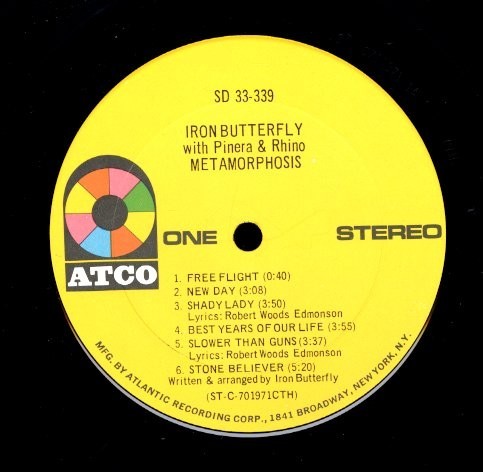 SD 33-339
IRON BUTTERFLY
with Pinera & Rhino
METAMORPHOSIS
ATCO
ONE
STEREO
1. FREE FLIGHT (0:40)
2. NEW DAY (3:08)
3. SHADY LADY (3:50)
Lyrics: Robert Woods Edmonson
4. BEST YEARS OF OUR LIFE (3:55)
5. SLOWER THAN GUNS (3:37)
Lyrics: Robert Woods Edmonson
6. STONE BELIEVER (5:20)
Written & arranged by Iron Butterfly
(ST-C-701971CTH)
MFG. BY ATLANTIC RECORDING CORP., 1841 BROADWAY, NEW YORK, N.Y.